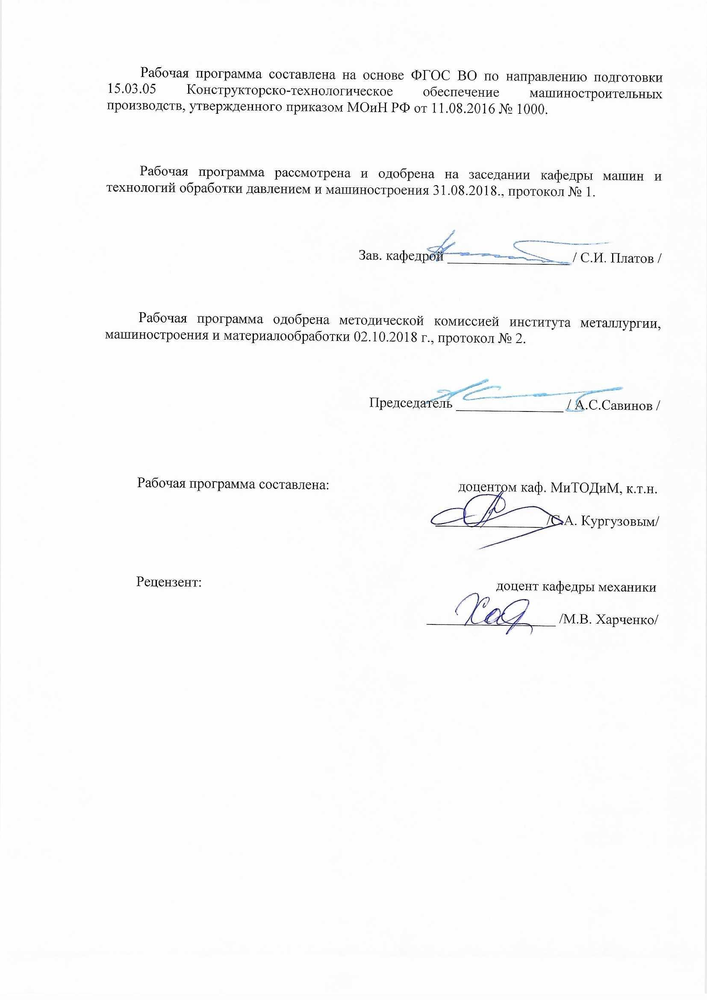 Рабочая программа составлена на основе ФГОС ВО по направлению подготовки
15.03.05 Конструкторско-технологическое обеспечение машиностроительных
производств, утвержденного приказом МОиН РФ от 11.08.2016 № 1000.
Рабочая программа рассмотрена и одобрена на заседании кафедры машин и
технологий обработки давлением и машиностроения 31.08.2018., протокол № 1.
Зав. кафедрой / С.И. Платов /
Рабочая программа одобрена методической комиссией института металлургии,
машиностроения и материалообработки 02.10.2018 г., протокол № 2.
Председатель / А.С.Савинов /
Рабочая программа составлена: доцентом каф. МиТОДиМ, к.т.н.
/С.А. Кургузовым/
Рецензент: доцент кафедры механики
/М.В. Харченко/